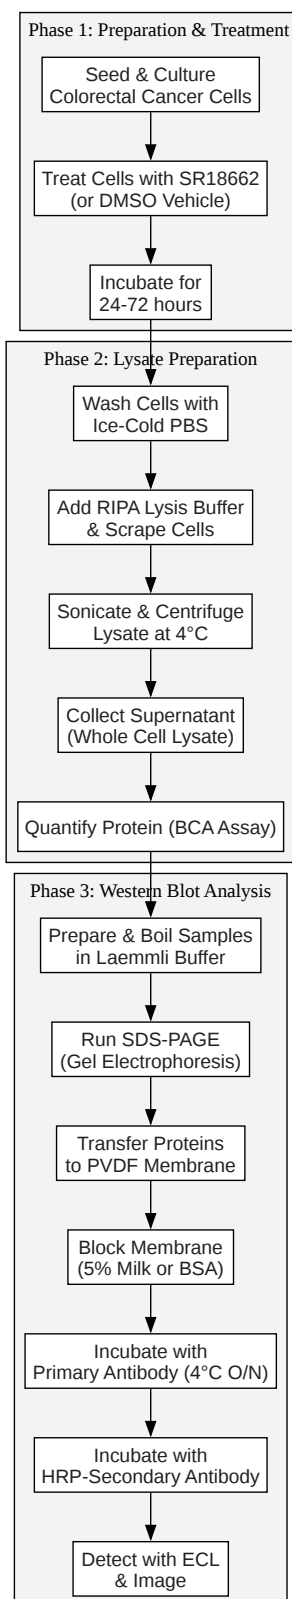 Phase 1: Preparation & Treatment
Seed & Culture
Colorectal Cancer Cells
Treat Cells with SR18662
(or DMSO Vehicle)
Incubate for
24-72 hours
Phase 2: Lysate Preparation
Wash Cells with
Ice-Cold PBS
Add RIPA Lysis Buffer
& Scrape Cells
Sonicate & Centrifuge
Lysate at 4°C
Collect Supernatant
(Whole Cell Lysate)
Quantify Protein (BCA Assay)
Phase 3: Western Blot Analysis
Prepare & Boil Samples
in Laemmli Buffer
Run SDS-PAGE
(Gel Electrophoresis)
Transfer Proteins
to PVDF Membrane
Block Membrane
(5% Milk or BSA)
Incubate with
Primary Antibody (4°C O/N)
Incubate with
HRP-Secondary Antibody
Detect with ECL
& Image